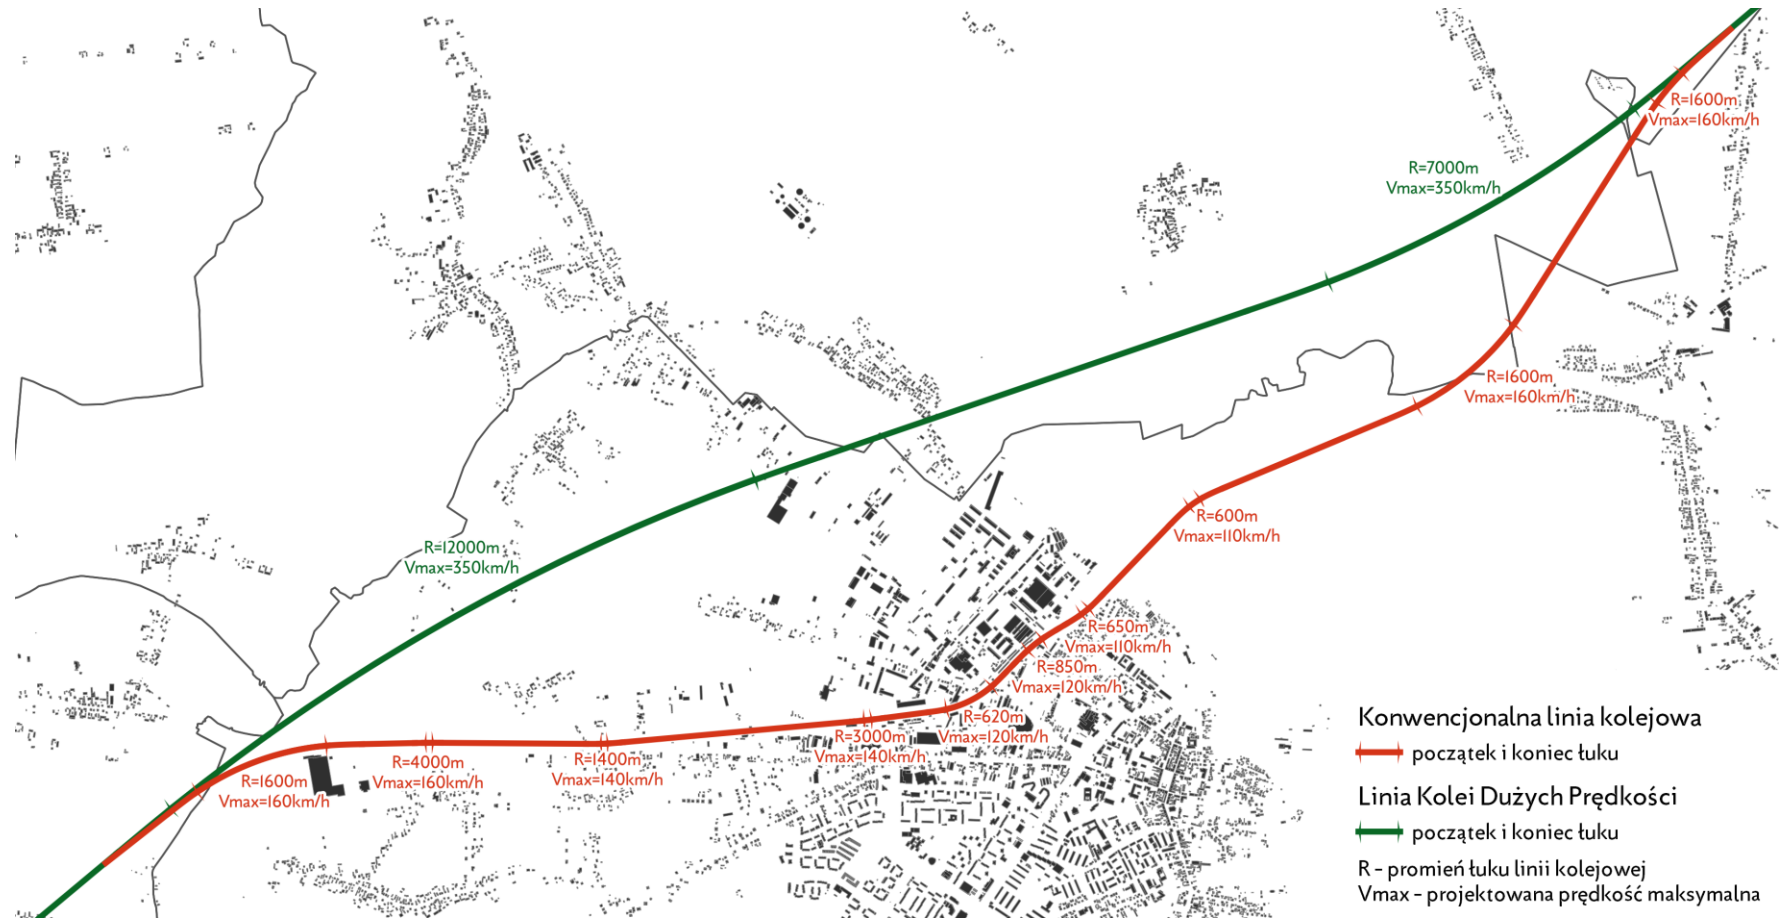 R=1600m
Vmax=160km/h
R=7000m
Vmax=350km/h
R=1600m
Vmax=160km/h
R=600m
Vmax=110km/h
R=12000m
Vmax=350km/h
R=650m
Vmax=110km/h
R=850m
Vmax=120km/h
R=620m
Vmax=120km/h
R=3000m
Vmax=140km/h
R=1400m
Vmax=140km/h
R=4000m
Vmax=160km/h
R=1600m
Vmax=160km/h
Konwencjonalna linia kolejowa
początek i koniec łuku
Linia Kolei Dużych Prędkości
początek i koniec łuku
R - promień łuku linii kolejowej
Vmax - projektowana prędkość maksymalna